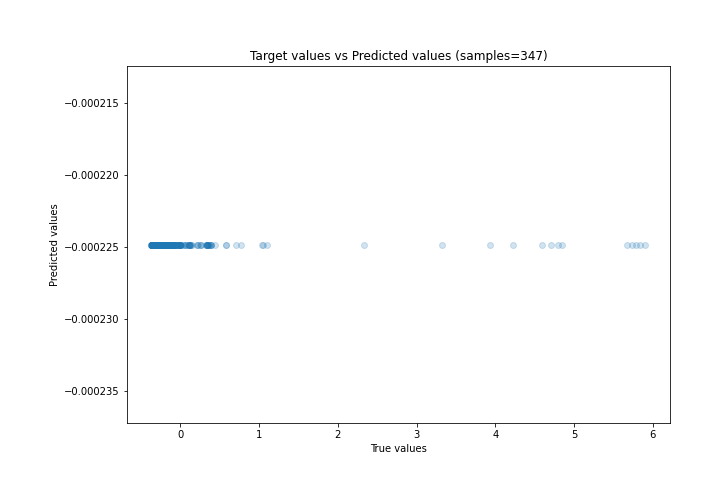 Target values vs Predicted values (samples=347)
Predicted values
−0.000215
−0.000220
−0.000225
−0.000230
−0.000235
0 1 2 3 4 5 6
True values